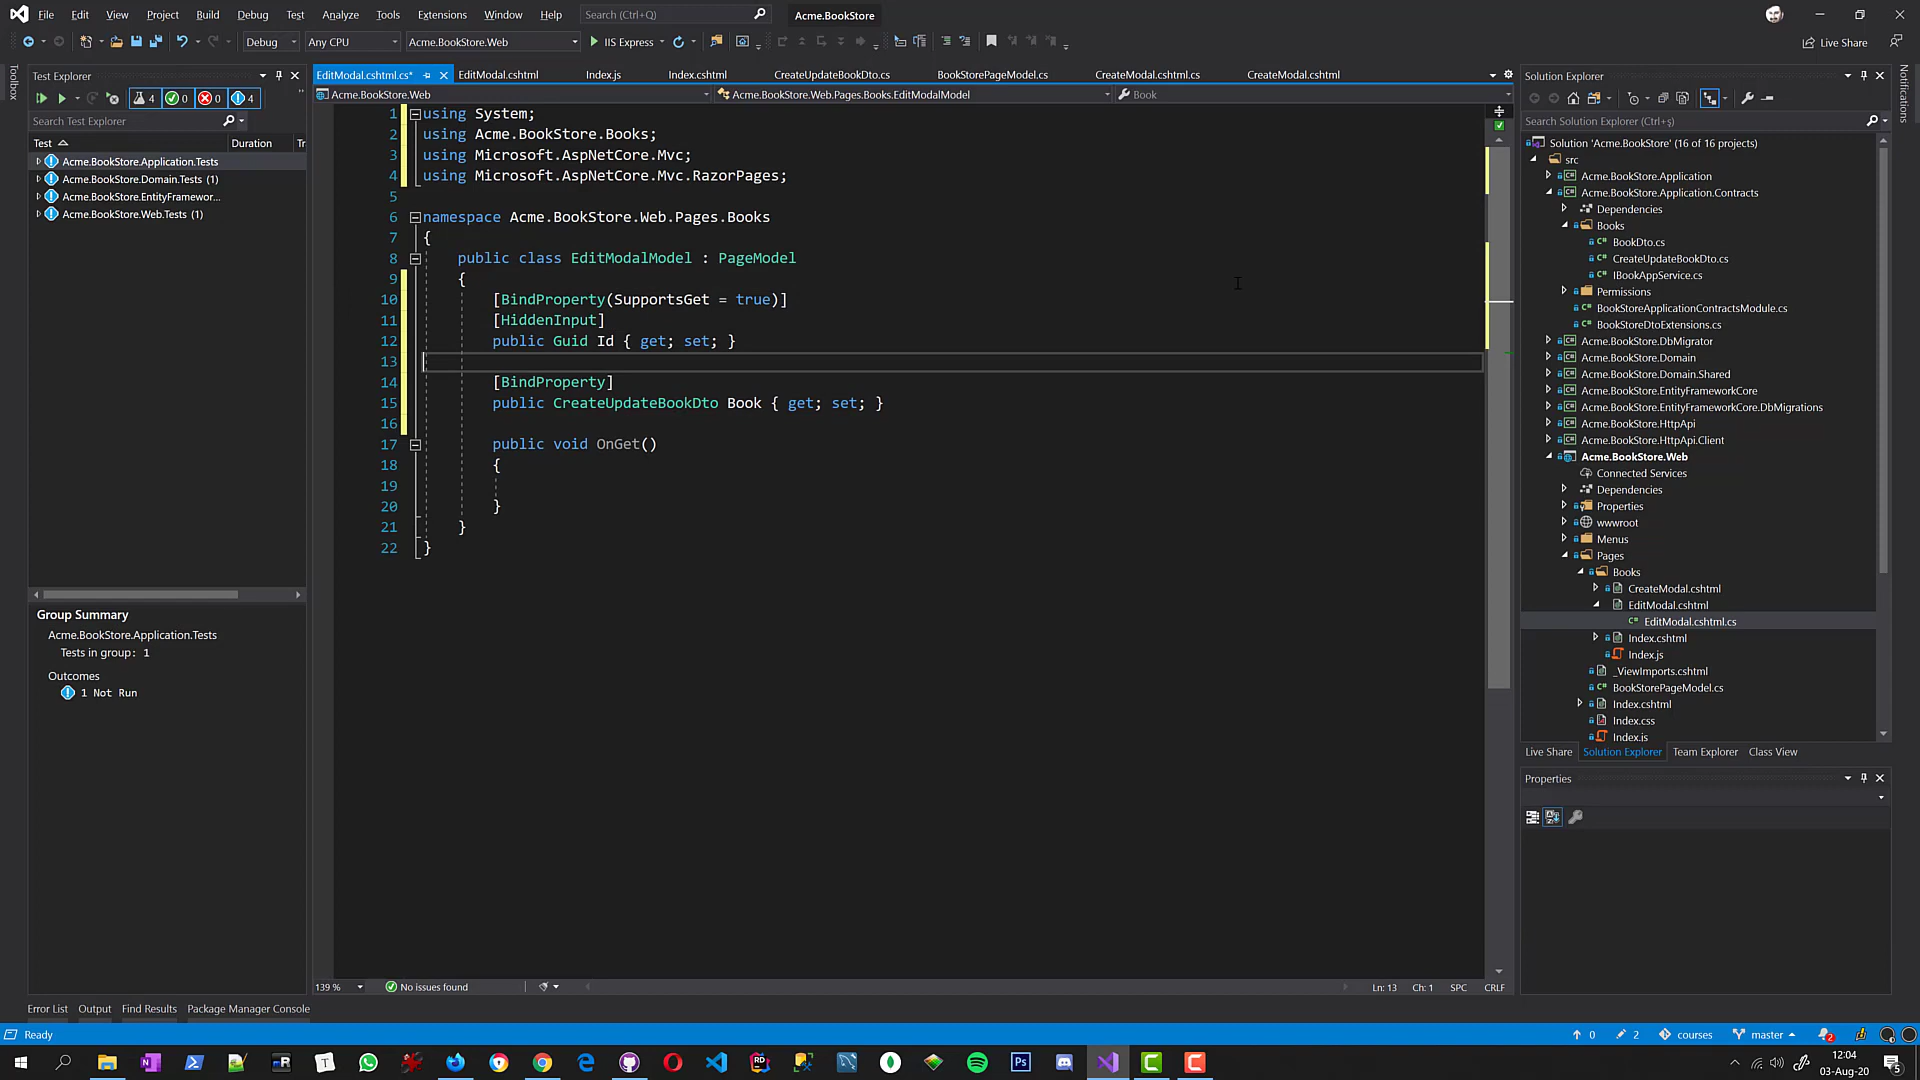 File Edit View Project Build Debug Test Analyze Tools Extensions Window Help Search (Ctrl+Q) Acme.BookStore
Debug Any CPU Acme.BookStore.Web IIS Express Live Share
Toolbox
Test Explorer
4 0 0 4
Search Test Explorer
Test Duration Tr
Acme.BookStore.Application.Tests
Acme.BookStore.Domain.Tests (1)
Acme.BookStore.EntityFramewor...
Acme.BookStore.Web.Tests (1)
Group Summary
Acme.BookStore.Application.Tests
Tests in group: 1
Outcomes
1 Not Run
EditModal.cshtml.cs* EditModal.cshtml Index.js Index.cshtml CreateUpdateBookDto.cs BookStorePageModel.cs CreateModal.cshtml.cs CreateModal.cshtml
Acme.BookStore.Web Acme.BookStore.Web.Pages.Books.EditModalModel Book
1 using System;
2 using Acme.BookStore.Books;
3 using Microsoft.AspNetCore.Mvc;
4 using Microsoft.AspNetCore.Mvc.RazorPages;
5
6 namespace Acme.BookStore.Web.Pages.Books
7 {
8 public class EditModalModel : PageModel
9 {
10 [BindProperty(SupportsGet = true)]
11 [HiddenInput]
12 public Guid Id { get; set; }
13
14 [BindProperty]
15 public CreateUpdateBookDto Book { get; set; }
16
17 public void OnGet()
18 {
19
20 }
21 }
22 }
139 % No issues found Ln: 13 Ch: 1 SPC CRLF
Solution Explorer
Search Solution Explorer (Ctrl+ş)
Solution 'Acme.BookStore' (16 of 16 projects)
src
Acme.BookStore.Application
Acme.BookStore.Application.Contracts
Dependencies
Books
BookDto.cs
CreateUpdateBookDto.cs
IBookAppService.cs
Permissions
BookStoreApplicationContractsModule.cs
BookStoreDtoExtensions.cs
Acme.BookStore.DbMigrator
Acme.BookStore.Domain
Acme.BookStore.Domain.Shared
Acme.BookStore.EntityFrameworkCore
Acme.BookStore.EntityFrameworkCore.DbMigrations
Acme.BookStore.HttpApi
Acme.BookStore.HttpApi.Client
Acme.BookStore.Web
Connected Services
Dependencies
Properties
wwwroot
Menus
Pages
Books
CreateModal.cshtml
EditModal.cshtml
EditModal.cshtml.cs
Index.cshtml
Index.js
_ViewImports.cshtml
BookStorePageModel.cs
Index.cshtml
Index.css
Index.js
Live Share Solution Explorer Team Explorer Class View
Properties
Notifications
Error List Output Find Results Package Manager Console
Ready 0 2 courses master 2
12:04
03-Aug-20
5